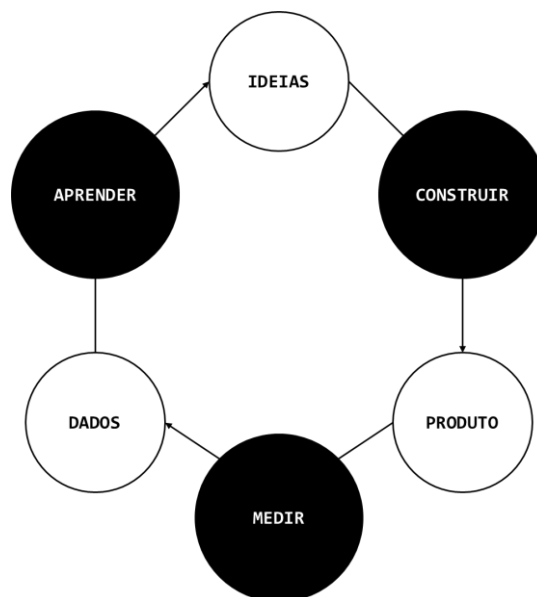 IDEIAS
APRENDER
CONSTRUIR
DADOS
PRODUTO
MEDIR